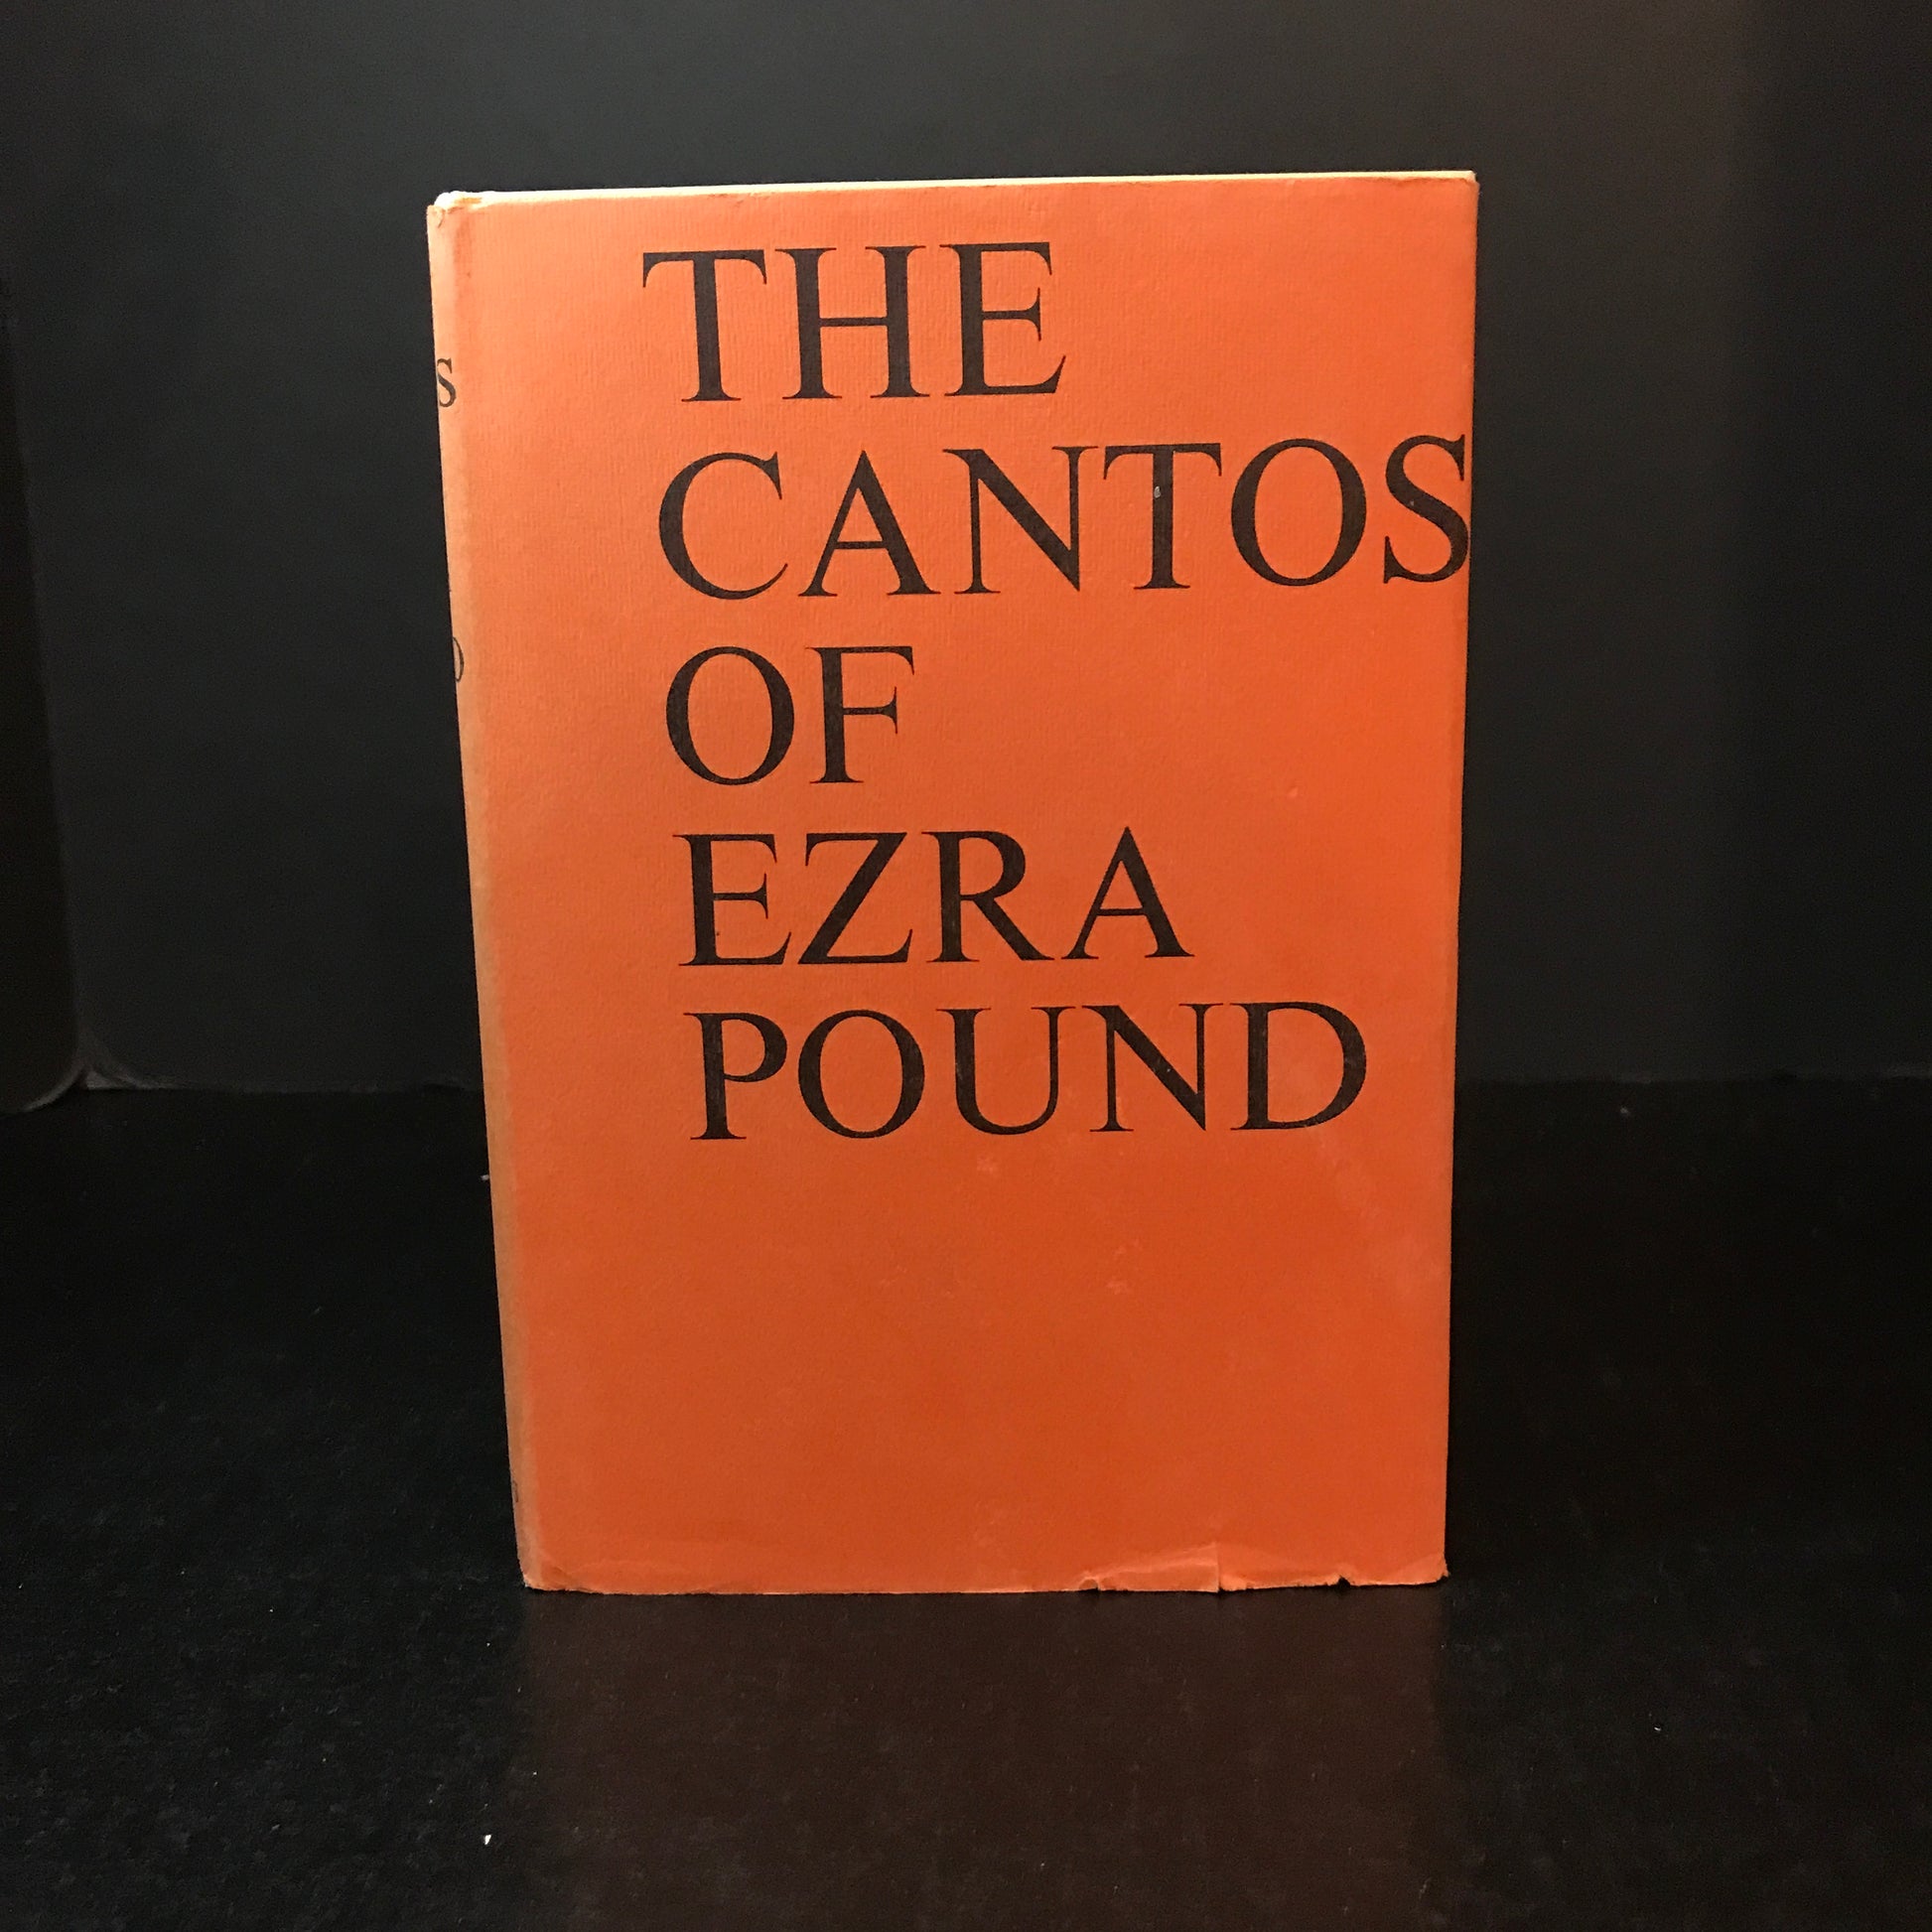 THE
CANTOS
OF
EZRA
POUND